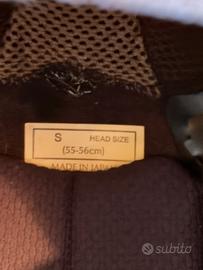 S HEAD SIZE
(55-56cm)
MADE IN JAPAN
subito